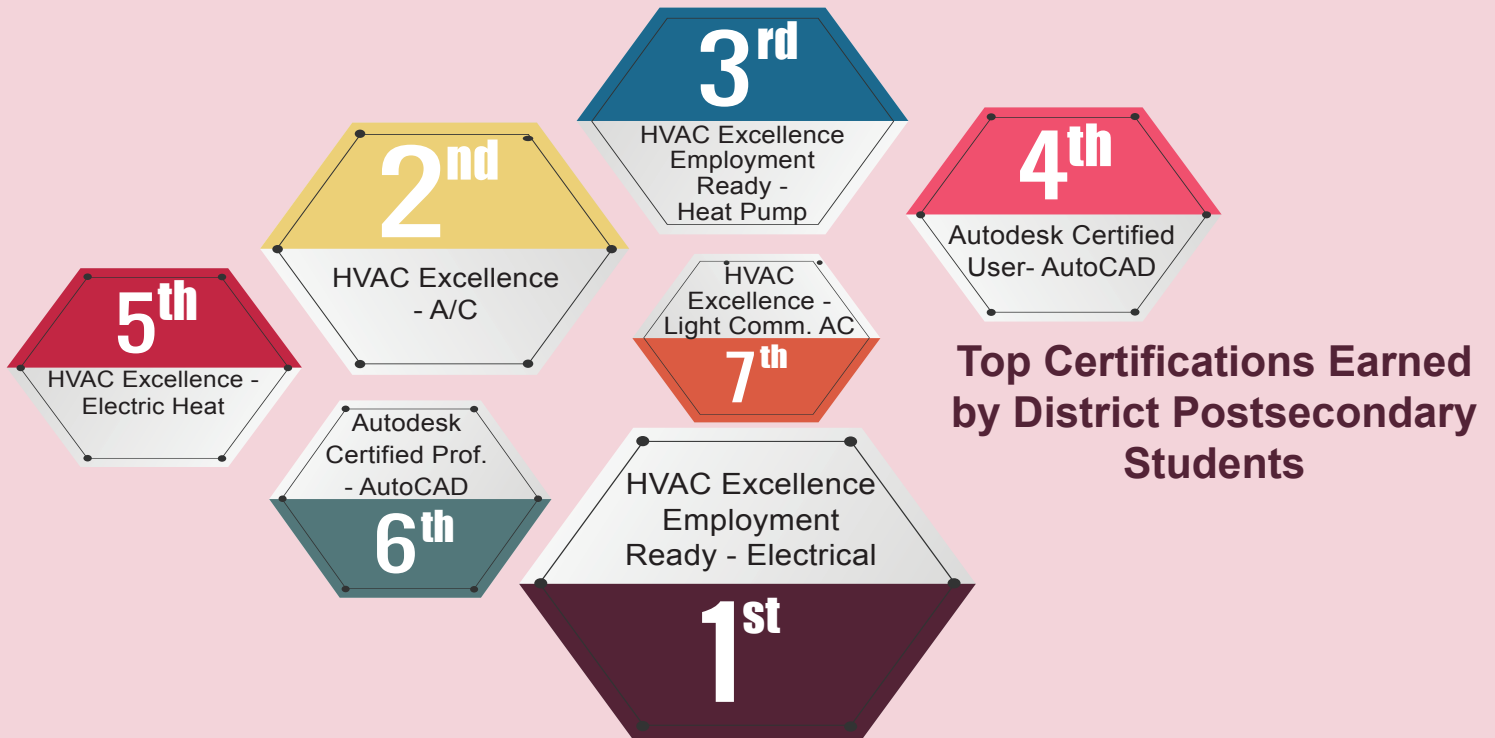 3rd
HVAC Excellence
Employment
Ready -
Heat Pump
2nd
HVAC Excellence
- A/C
4th
Autodesk Certified
User- AutoCAD
5th
HVAC Excellence -
Electric Heat
HVAC
Excellence -
Light Comm. AC
7th
Top Certifications Earned
by District Postsecondary
Students
Autodesk
Certified Prof.
- AutoCAD
6th
HVAC Excellence
Employment
Ready - Electrical
1st